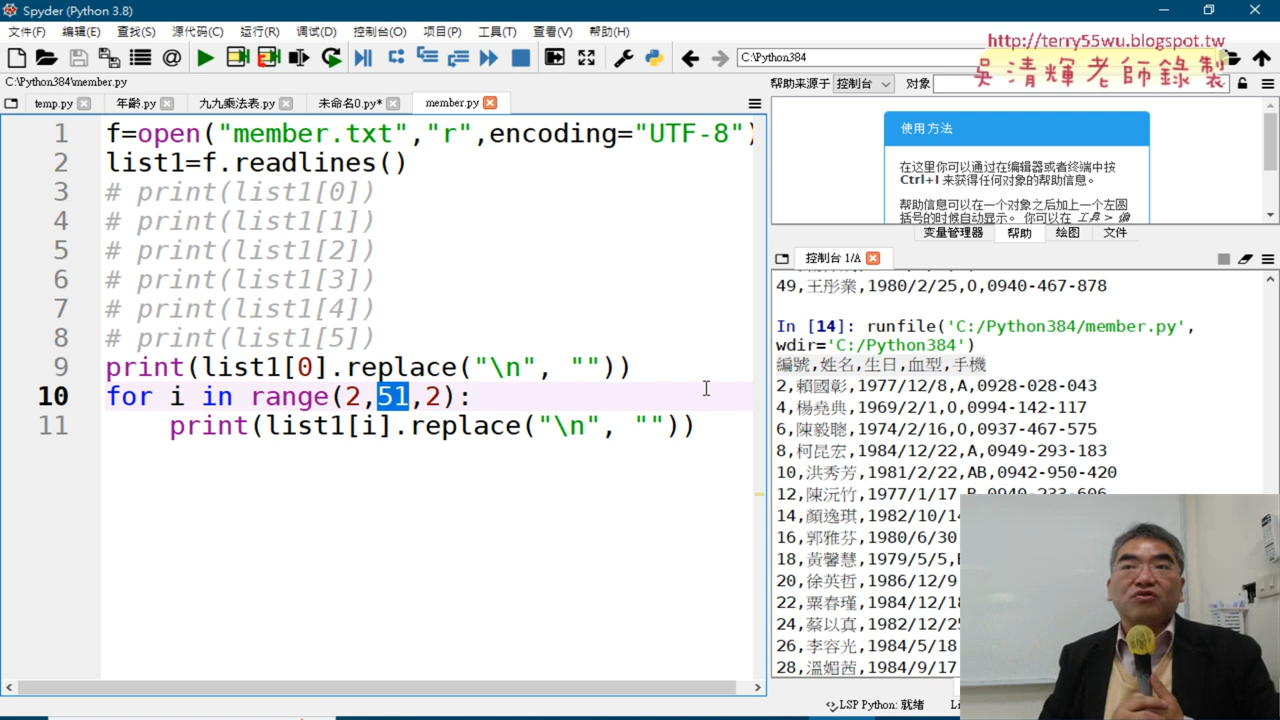 Spyder (Python 3.8)
文件(F) 编辑(E) 查找(S) 源代码(C) 运行(R) 调试(D) 控制台(O) 项目(P) 工具(T) 查看(V) 帮助(H)
http://terry55wu.blogspot.tw
吳清輝老師錄製
C:\Python384
C:\Python384\member.py
帮助来源于 控制台 对象
temp.py 年齡.py 九九乘法表.py 未命名0.py* member.py
1 f=open("member.txt","r",encoding="UTF-8")
2 list1=f.readlines()
3 # print(list1[0])
4 # print(list1[1])
5 # print(list1[2])
6 # print(list1[3])
7 # print(list1[4])
8 # print(list1[5])
9 print(list1[0].replace("\n", ""))
10 for i in range(2,51,2):
11 print(list1[i].replace("\n", ""))
使用方法
在这里你可以通过在编辑器或者终端中按
Ctrl+I 来获得任何对象的帮助信息。
帮助信息可以在一个对象之后加上一个左圆
括号的时候自动显示。 你可以在 工具 > 偏
变量管理器 帮助 绘图 文件
控制台 1/A
49,王彤業,1980/2/25,O,0940-467-878
In [14]: runfile('C:/Python384/member.py',
wdir='C:/Python384')
編號,姓名,生日,血型,手機
2,賴國彰,1977/12/8,A,0928-028-043
4,楊堯典,1969/2/1,O,0994-142-117
6,陳毅聰,1974/2/16,O,0937-467-575
8,柯昆宏,1984/12/22,A,0949-293-183
10,洪秀芳,1981/2/22,AB,0942-950-420
12,陳沅竹,1977/1/17,B,0940-233-606
14,顏逸琪,1982/10/14
16,郭雅芬,1980/6/30
18,黃馨慧,1979/5/5,
20,徐英哲,1986/12/9
22,粟春瑾,1984/12/18
24,蔡以真,1982/12/25
26,李容光,1984/5/18
28,溫媚茜,1984/9/17
LSP Python: 就绪